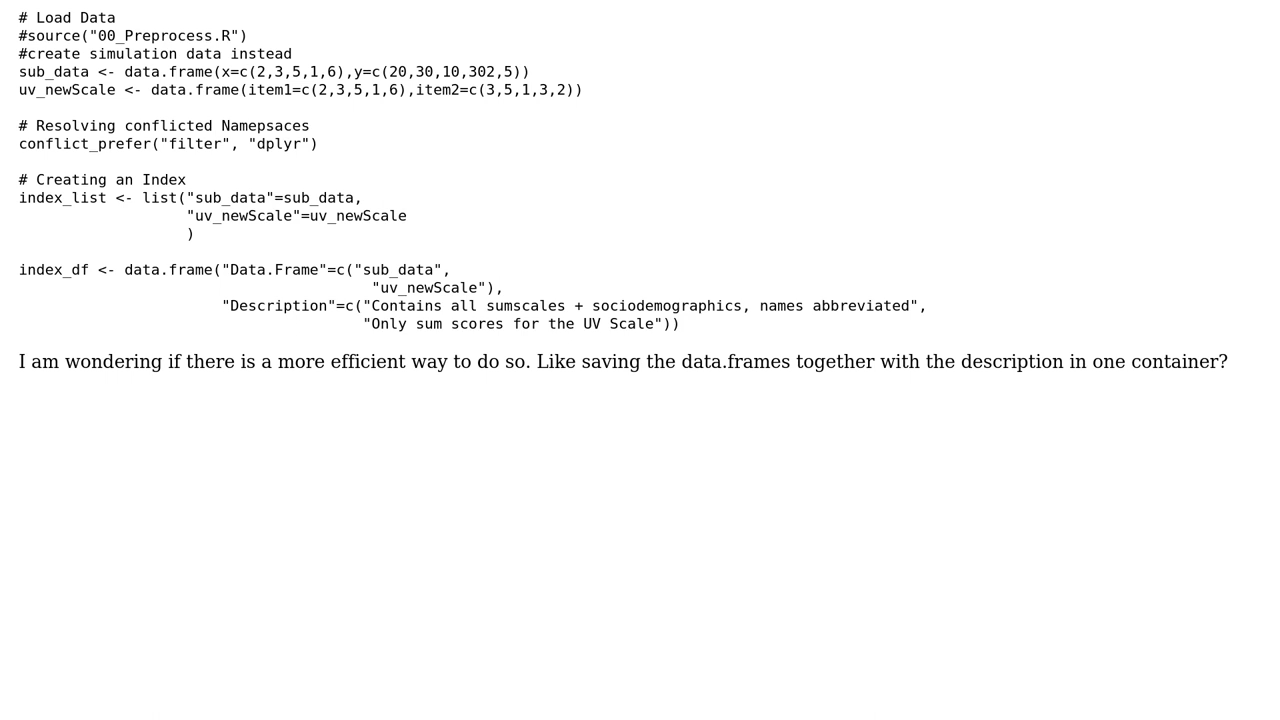 # Load Data
#source("00_Preprocess.R")
#create simulation data instead
sub_data <- data.frame(x=c(2,3,5,1,6),y=c(20,30,10,302,5))
uv_newScale <- data.frame(item1=c(2,3,5,1,6),item2=c(3,5,1,3,2))

# Resolving conflicted Namepsaces
conflict_prefer("filter", "dplyr")

# Creating an Index
index_list <- list("sub_data"=sub_data,
                   "uv_newScale"=uv_newScale
                   )

index_df <- data.frame("Data.Frame"=c("sub_data",
                                        "uv_newScale"),
                       "Description"=c("Contains all sumscales + sociodemographics, names abbreviated",
                                       "Only sum scores for the UV Scale"))
I am wondering if there is a more efficient way to do so. Like saving the data.frames together with the description in one container?